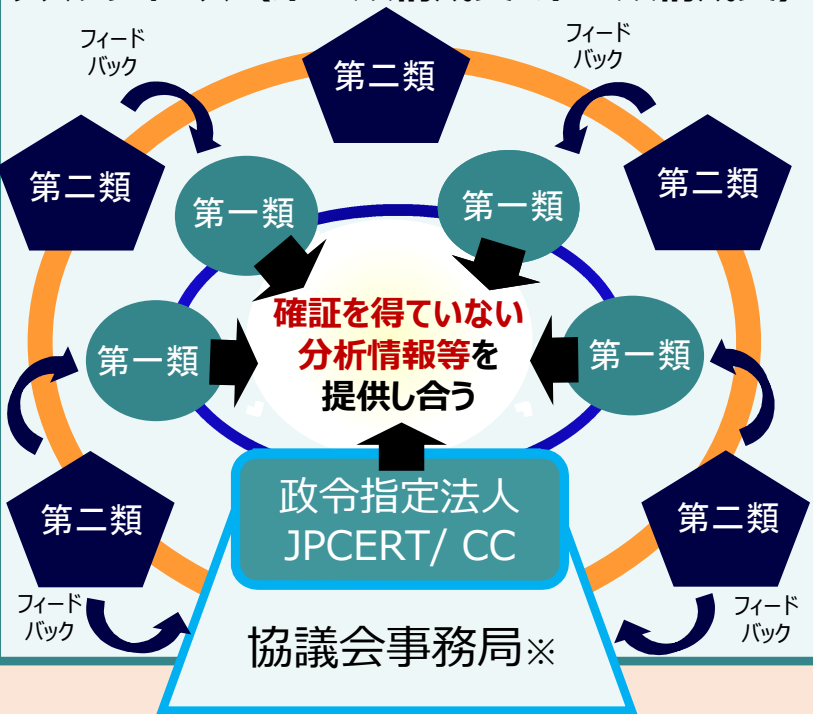 フィード
バック
フィード
バック
第二類
第二類
第二類
第一類
第一類
確証を得ていない
分析情報等を
提供し合う
第一類
第一類
第二類
第二類
政令指定法人
JPCERT/ CC
フィード
バック
フィード
バック
協議会事務局※